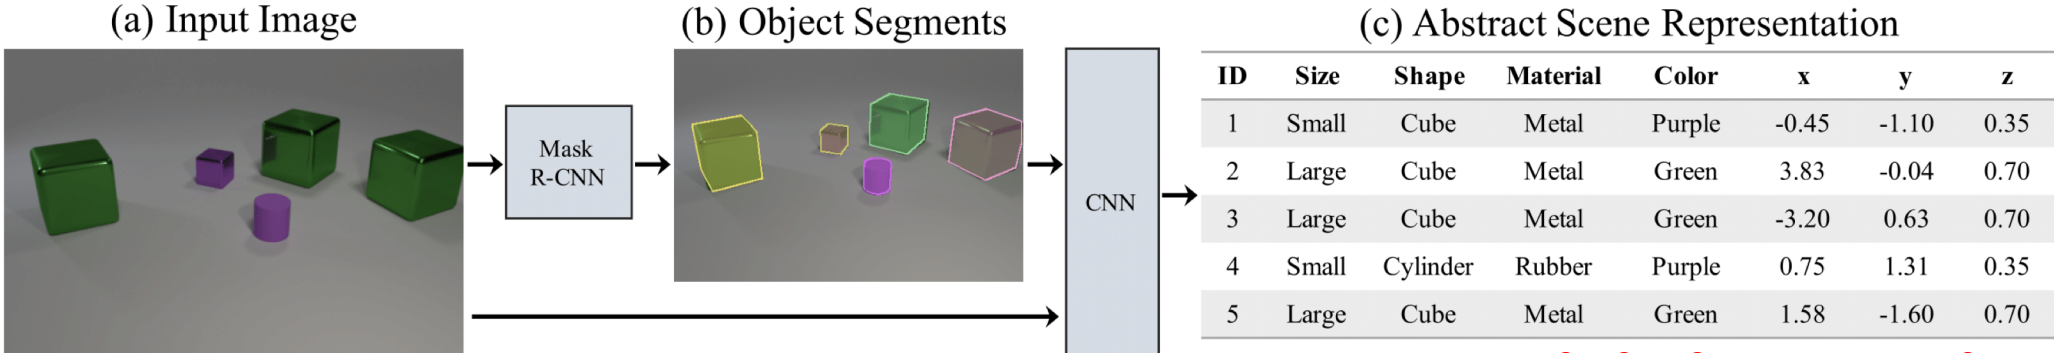 (a) Input Image
(b) Object Segments
(c) Abstract Scene Representation
Mask
R-CNN
CNN
ID Size Shape Material Color x y z
1 Small Cube Metal Purple -0.45 -1.10 0.35
2 Large Cube Metal Green 3.83 -0.04 0.70
3 Large Cube Metal Green -3.20 0.63 0.70
4 Small Cylinder Rubber Purple 0.75 1.31 0.35
5 Large Cube Metal Green 1.58 -1.60 0.70